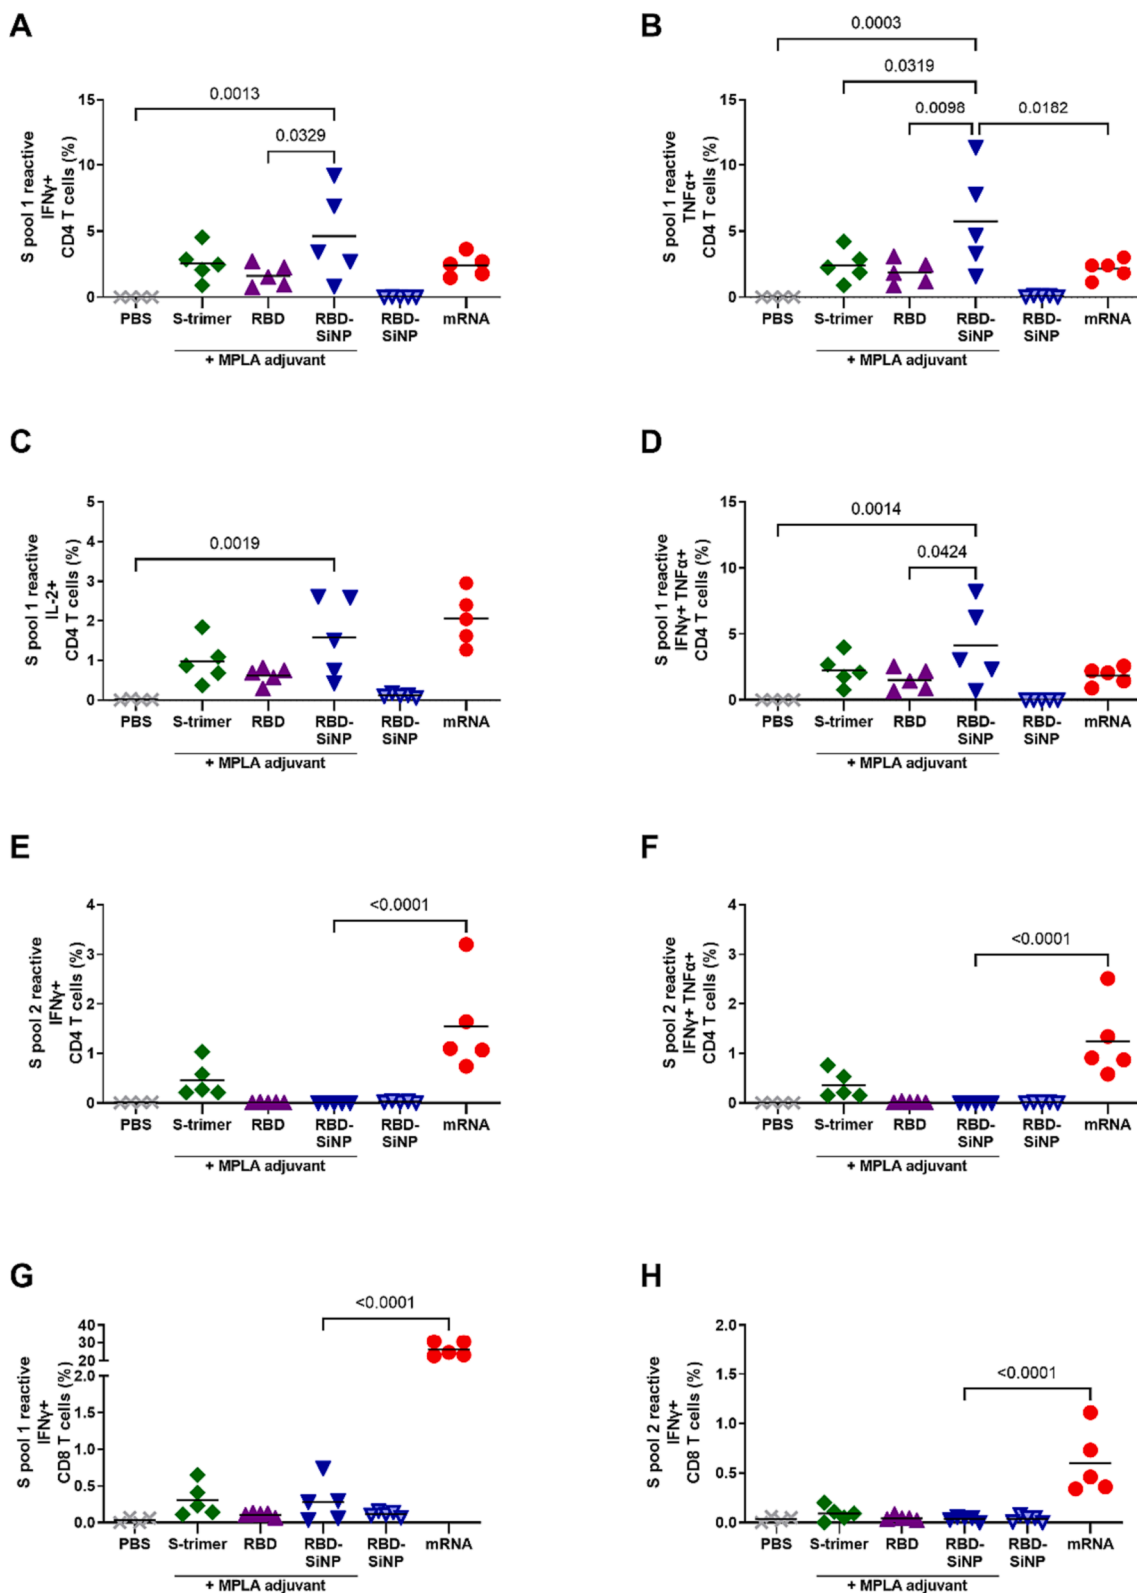 A
0.0013
0.0329
S pool 1 reactive
IFNγ+
CD4 T cells (%)
15
10
5
0
PBS S-trimer RBD RBD-SiNP RBD-SiNP mRNA
+ MPLA adjuvant
B
0.0003
0.0319
0.0098
0.0182
S pool 1 reactive
TNFα+
CD4 T cells (%)
15
10
5
0
PBS S-trimer RBD RBD-SiNP RBD-SiNP mRNA
+ MPLA adjuvant
C
0.0019
S pool 1 reactive
IL-2+
CD4 T cells (%)
5
4
3
2
1
0
PBS S-trimer RBD RBD-SiNP RBD-SiNP mRNA
+ MPLA adjuvant
D
0.0014
0.0424
S pool 1 reactive
IFNγ+ TNFα+
CD4 T cells (%)
15
10
5
0
PBS S-trimer RBD RBD-SiNP RBD-SiNP mRNA
+ MPLA adjuvant
E
<0.0001
S pool 2 reactive
IFNγ+
CD4 T cells (%)
4
3
2
1
0
PBS S-trimer RBD RBD-SiNP RBD-SiNP mRNA
+ MPLA adjuvant
F
<0.0001
S pool 2 reactive
IFNγ+ TNFα+
CD4 T cells (%)
4
3
2
1
0
PBS S-trimer RBD RBD-SiNP RBD-SiNP mRNA
+ MPLA adjuvant
G
<0.0001
S pool 1 reactive
IFNγ+
CD8 T cells (%)
40
30
20
2.0
1.5
1.0
0.5
0.0
PBS S-trimer RBD RBD-SiNP RBD-SiNP mRNA
+ MPLA adjuvant
H
<0.0001
S pool 2 reactive
IFNγ+
CD8 T cells (%)
2.0
1.5
1.0
0.5
0.0
PBS S-trimer RBD RBD-SiNP RBD-SiNP mRNA
+ MPLA adjuvant